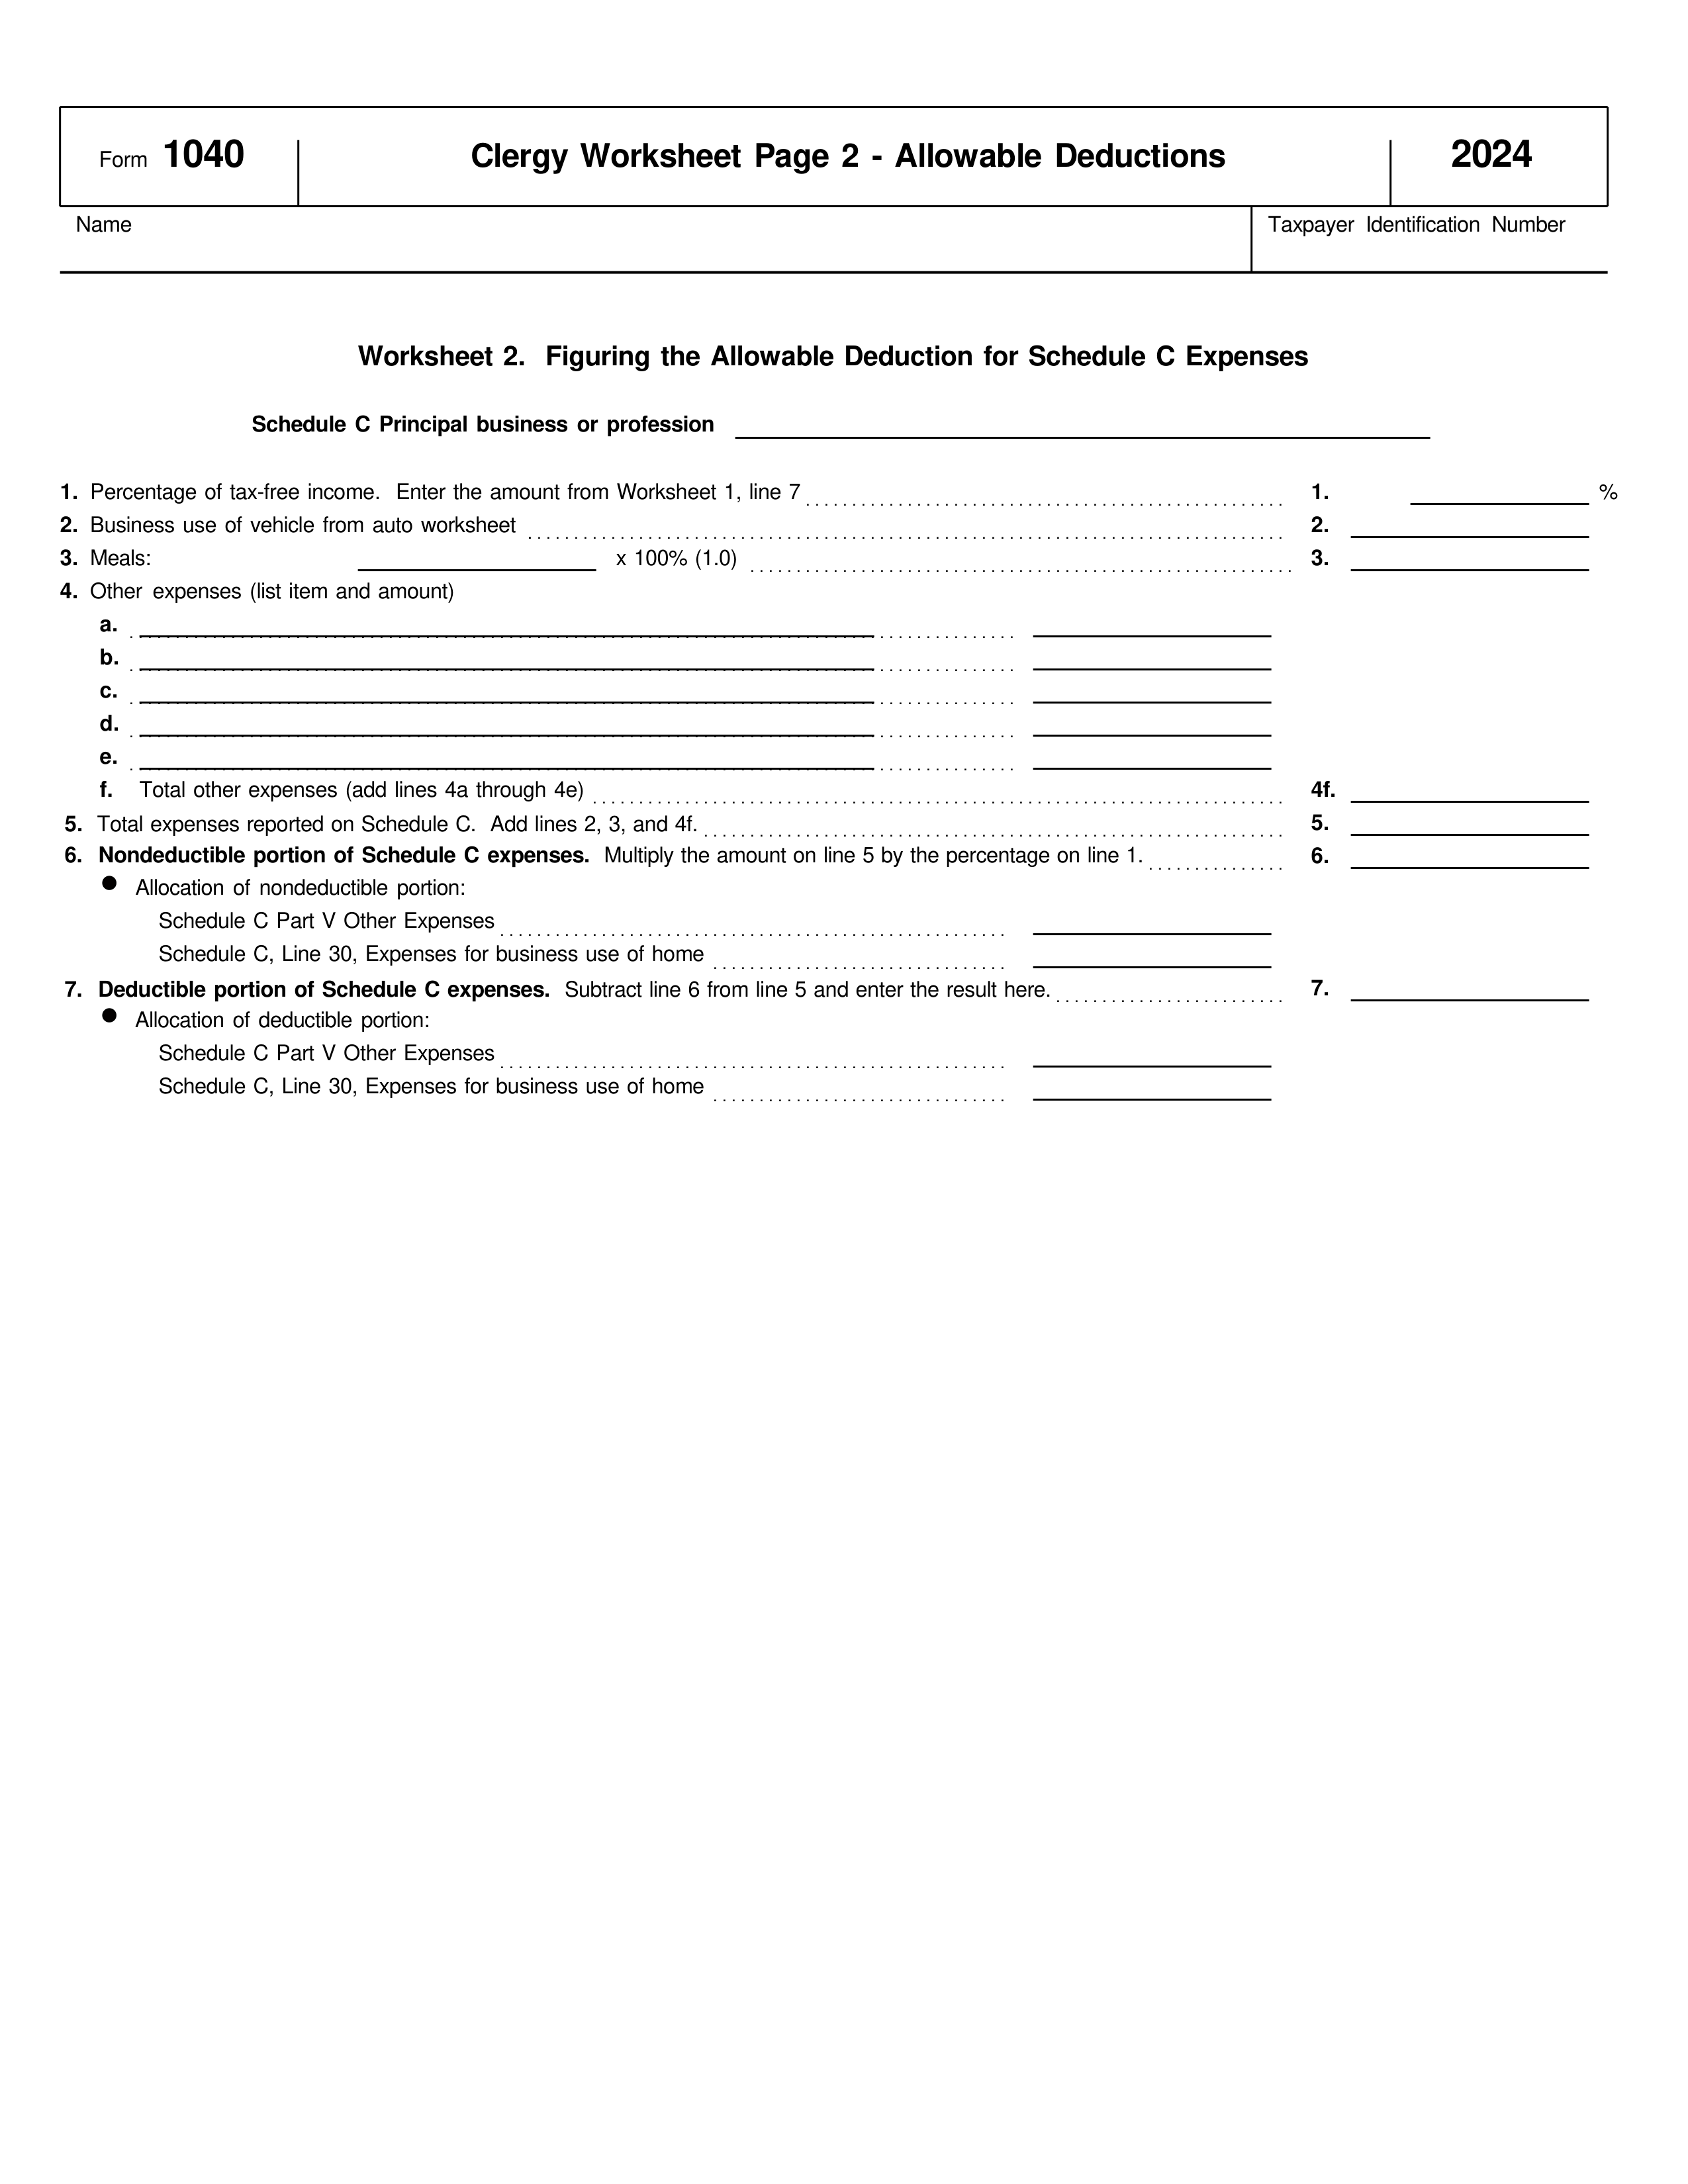 Form 1040 Clergy Worksheet Page 2 - Allowable Deductions 2024
Name Taxpayer Identification Number
Worksheet 2. Figuring the Allowable Deduction for Schedule C Expenses
Schedule C Principal business or profession
1. Percentage of tax-free income. Enter the amount from Worksheet 1, line 7 1. %
2. Business use of vehicle from auto worksheet 2.
3. Meals: x 100% (1.0) 3.
4. Other expenses (list item and amount)
a.
b.
c.
d.
e.
f. Total other expenses (add lines 4a through 4e) 4f.
5. Total expenses reported on Schedule C. Add lines 2, 3, and 4f. 5.
6. Nondeductible portion of Schedule C expenses. Multiply the amount on line 5 by the percentage on line 1. 6.
● Allocation of nondeductible portion:
Schedule C Part V Other Expenses
Schedule C, Line 30, Expenses for business use of home
7. Deductible portion of Schedule C expenses. Subtract line 6 from line 5 and enter the result here. 7.
● Allocation of deductible portion:
Schedule C Part V Other Expenses
Schedule C, Line 30, Expenses for business use of home